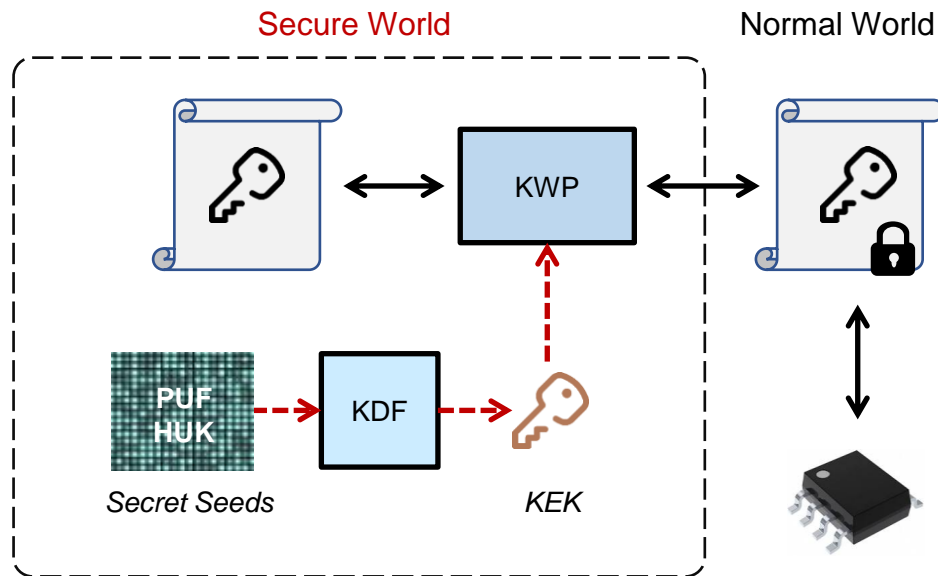 Secure World
Normal World
KWP
PUF
HUK
KDF
Secret Seeds
KEK